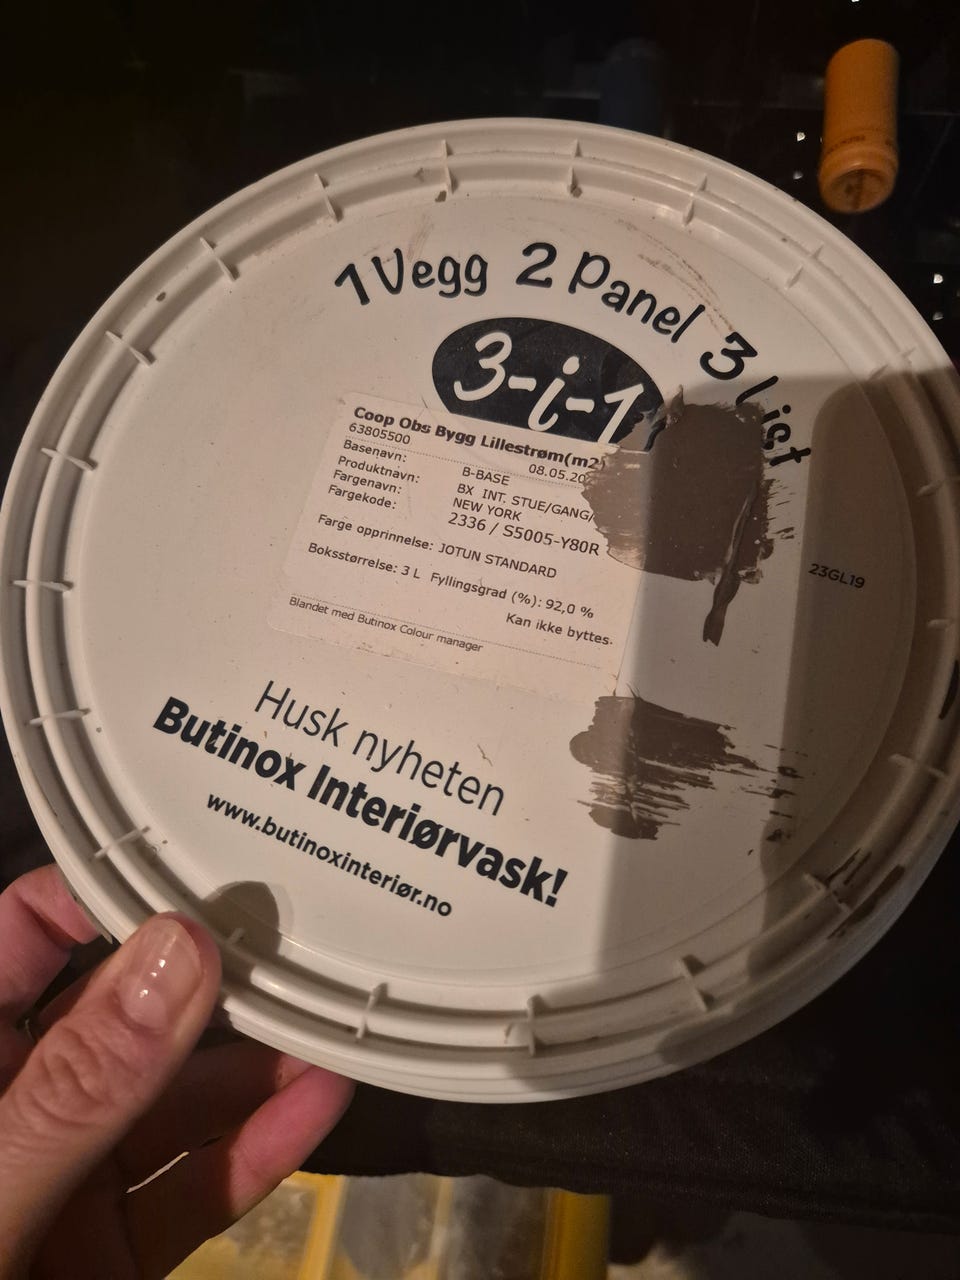 1 Vegg 2 Panel 3 List
3-i-1
Coop Obs Bygg Lillestrøm(m2)
63805500
08.05.20
Basenavn: B-BASE
Produktnavn: BX INT. STUE/GANG/
Fargenavn: NEW YORK
Fargekode: 2336 / S5005-Y80R
Farge opprinnelse: JOTUN STANDARD
Boksstørrelse: 3 L Fyllingsgrad (%): 92,0 %
Kan ikke byttes.
Blandet med Butinox Colour manager
23GL19
Husk nyheten
Butinox Interiørvask!
www.butinoxinteriør.no